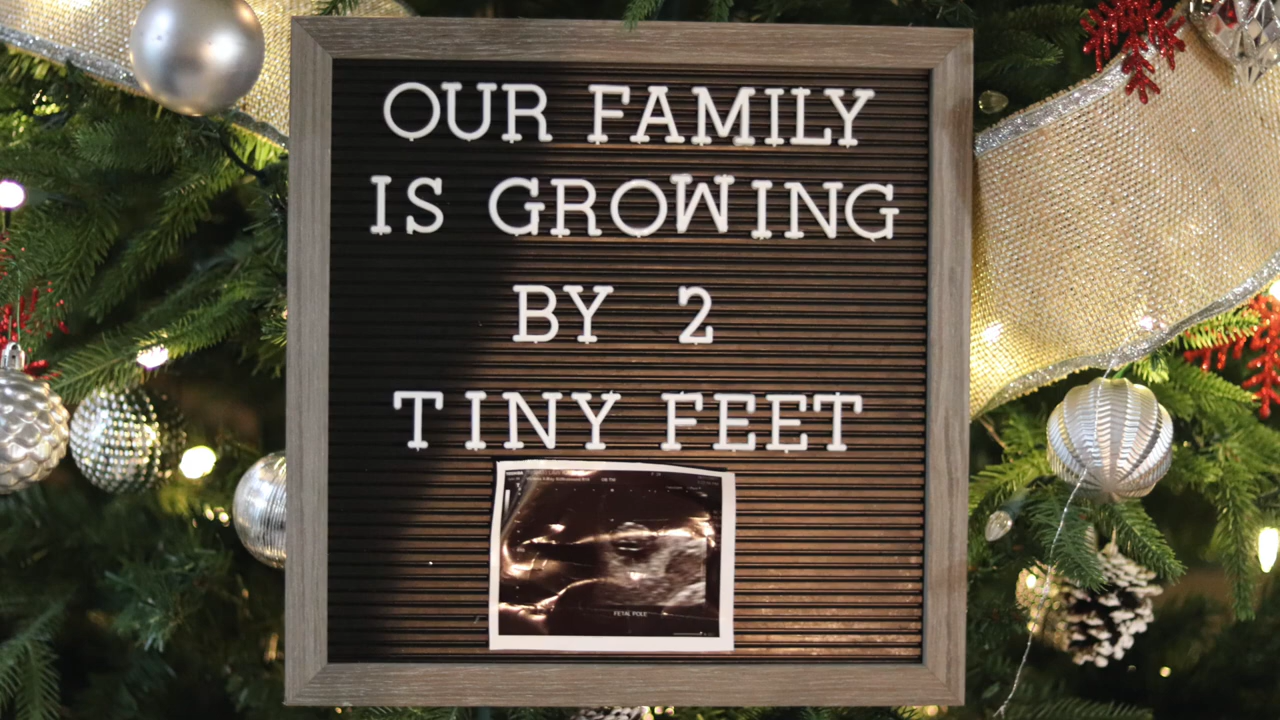 OUR FAMILY
IS GROWING
BY 2
TINY FEET
FETAL POLE